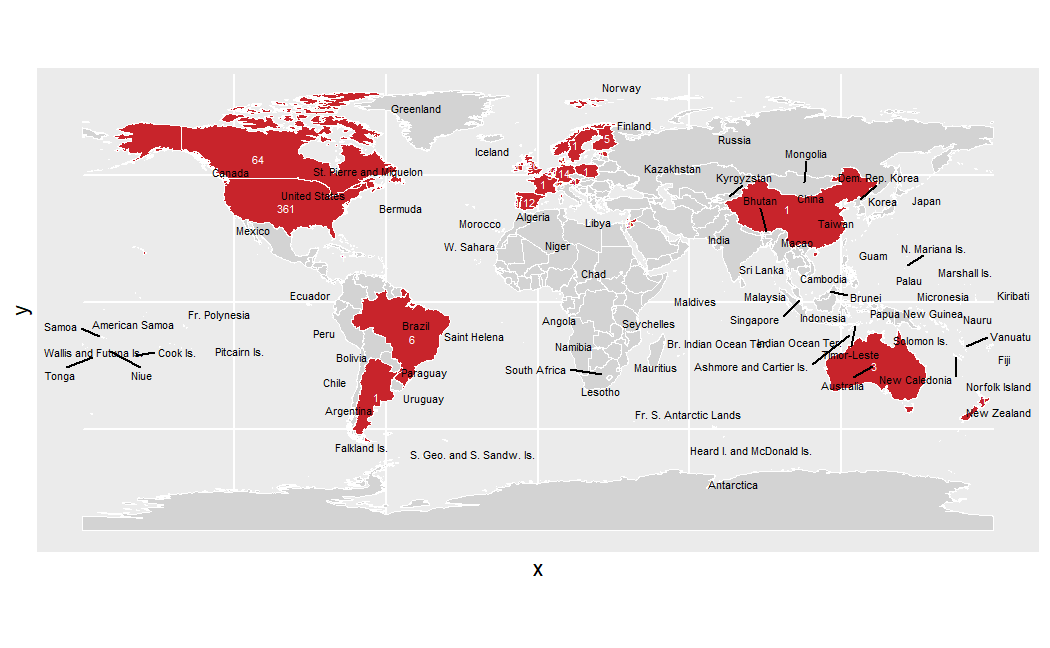 Norway
Greenland
Finland
Russia
5
1
Iceland
Mongolia
64
Kazakhstan
Canada
St. Pierre and Miquelon
14
1
Kyrgyzstan
Dem. Rep. Korea
1
United States
12
Bhutan
China
Korea
Japan
361
Bermuda
1
Algeria
Morocco
Libya
Taiwan
Mexico
India
Macao
W. Sahara
Niger
N. Mariana Is.
Guam
Chad
Sri Lanka
Marshall Is.
Cambodia
Palau
Ecuador
Maldives
Malaysia
Brunei
Micronesia
Kiribati
Fr. Polynesia
Papua New Guinea
Samoa
American Samoa
Brazil
Angola
Seychelles
Singapore
Indonesia
Nauru
Peru
6
Saint Helena
Vanuatu
Wallis and Futuna Is.
Cook Is.
Pitcairn Is.
Namibia
Br. Indian Ocean Ter.
Indian Ocean Ter.
Solomon Is.
Bolivia
Timor-Leste
Fiji
Tonga
Niue
Paraguay
South Africa
Mauritius
Ashmore and Cartier Is.
3
Chile
Australia
New Caledonia
Norfolk Island
Lesotho
1
Uruguay
Argentina
Fr. S. Antarctic Lands
New Zealand
Falkland Is.
S. Geo. and S. Sandw. Is.
Heard I. and McDonald Is.
Antarctica
x
y